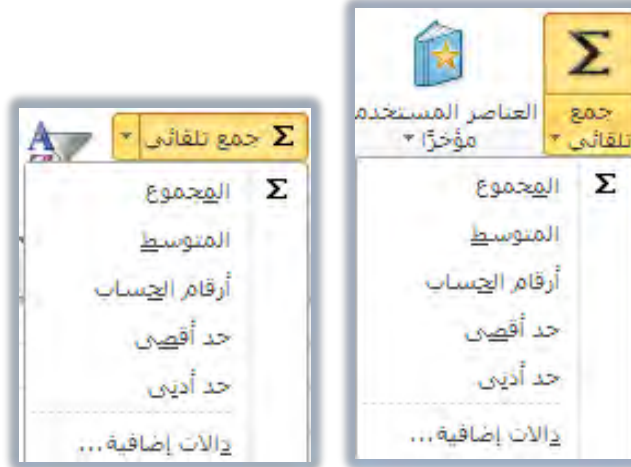 Σ
جمع
تلقائي
العناصر المستخدمة
مؤخرًا
Σ المجموع
المتوسط
أرقام الحساب
حد أقصى
حد أدنى
دالات إضافية...
Σ جمع تلقائي
Σ المجموع
المتوسط
أرقام الحساب
حد أقصى
حد أدنى
دالات إضافية...